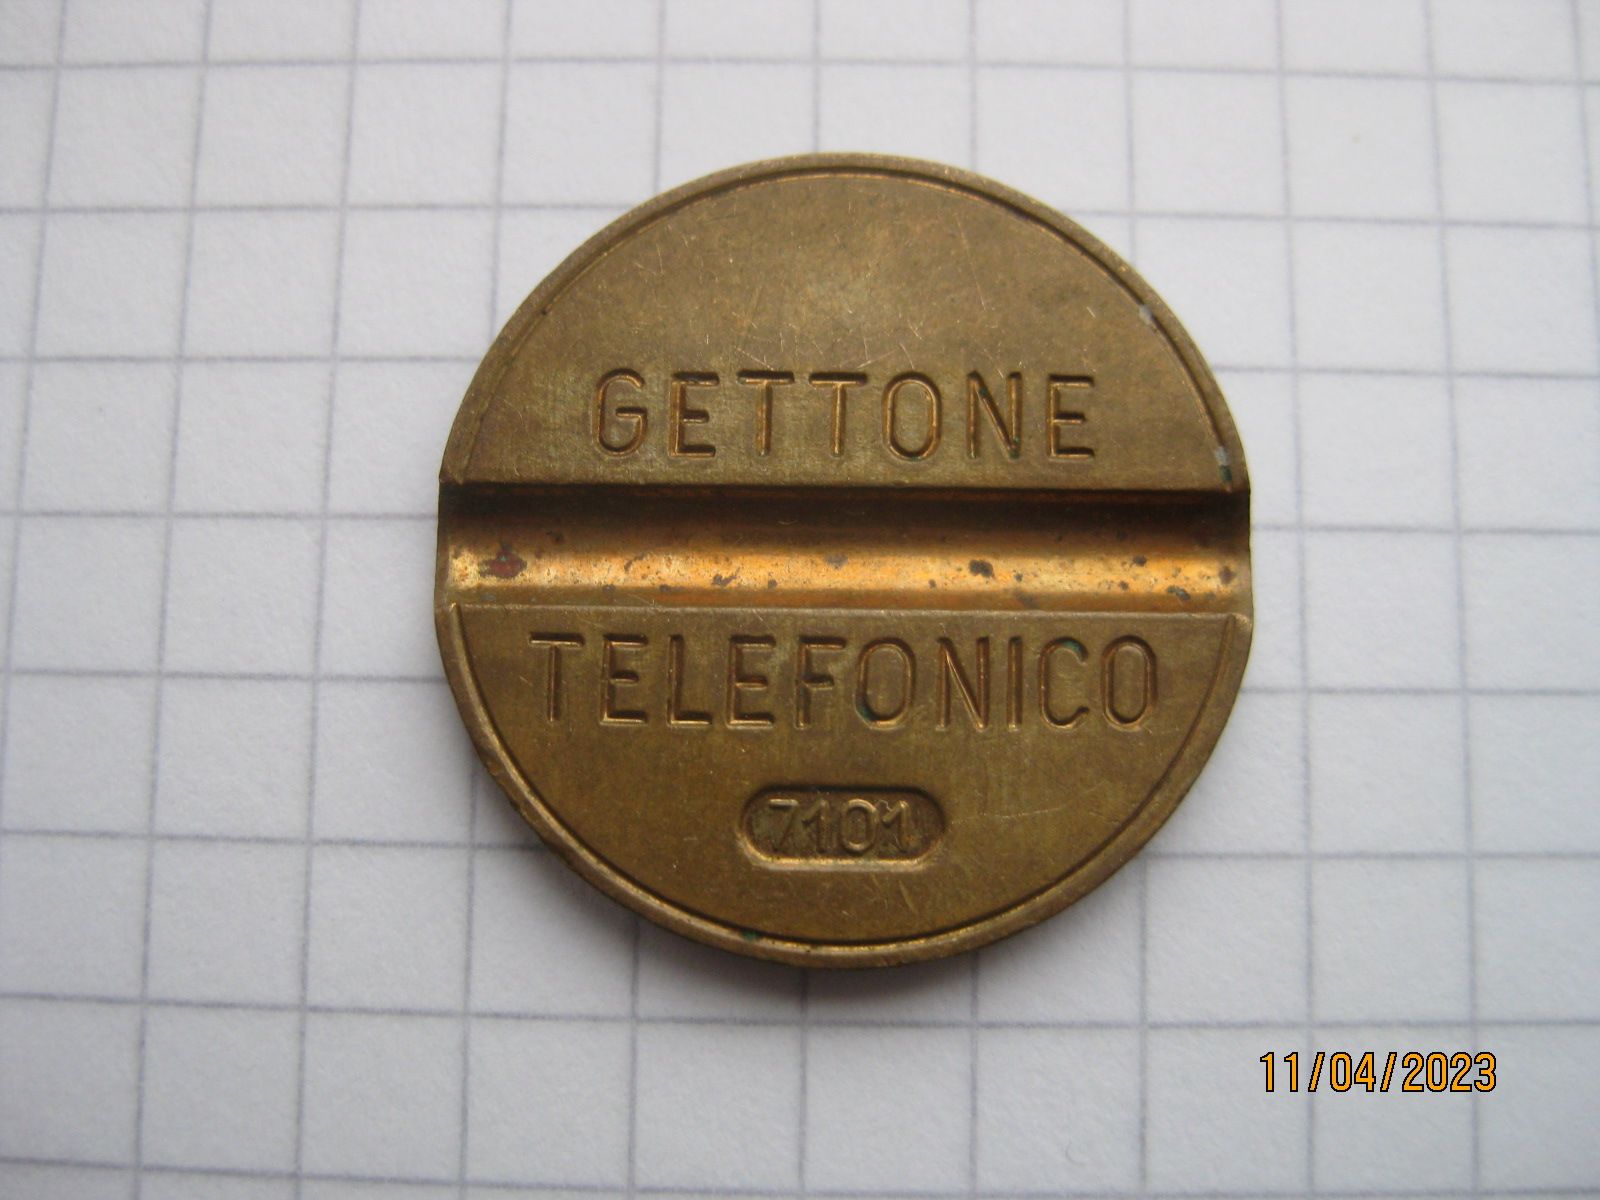 GETTONE
TELEFONICO
7101
11/04/2023